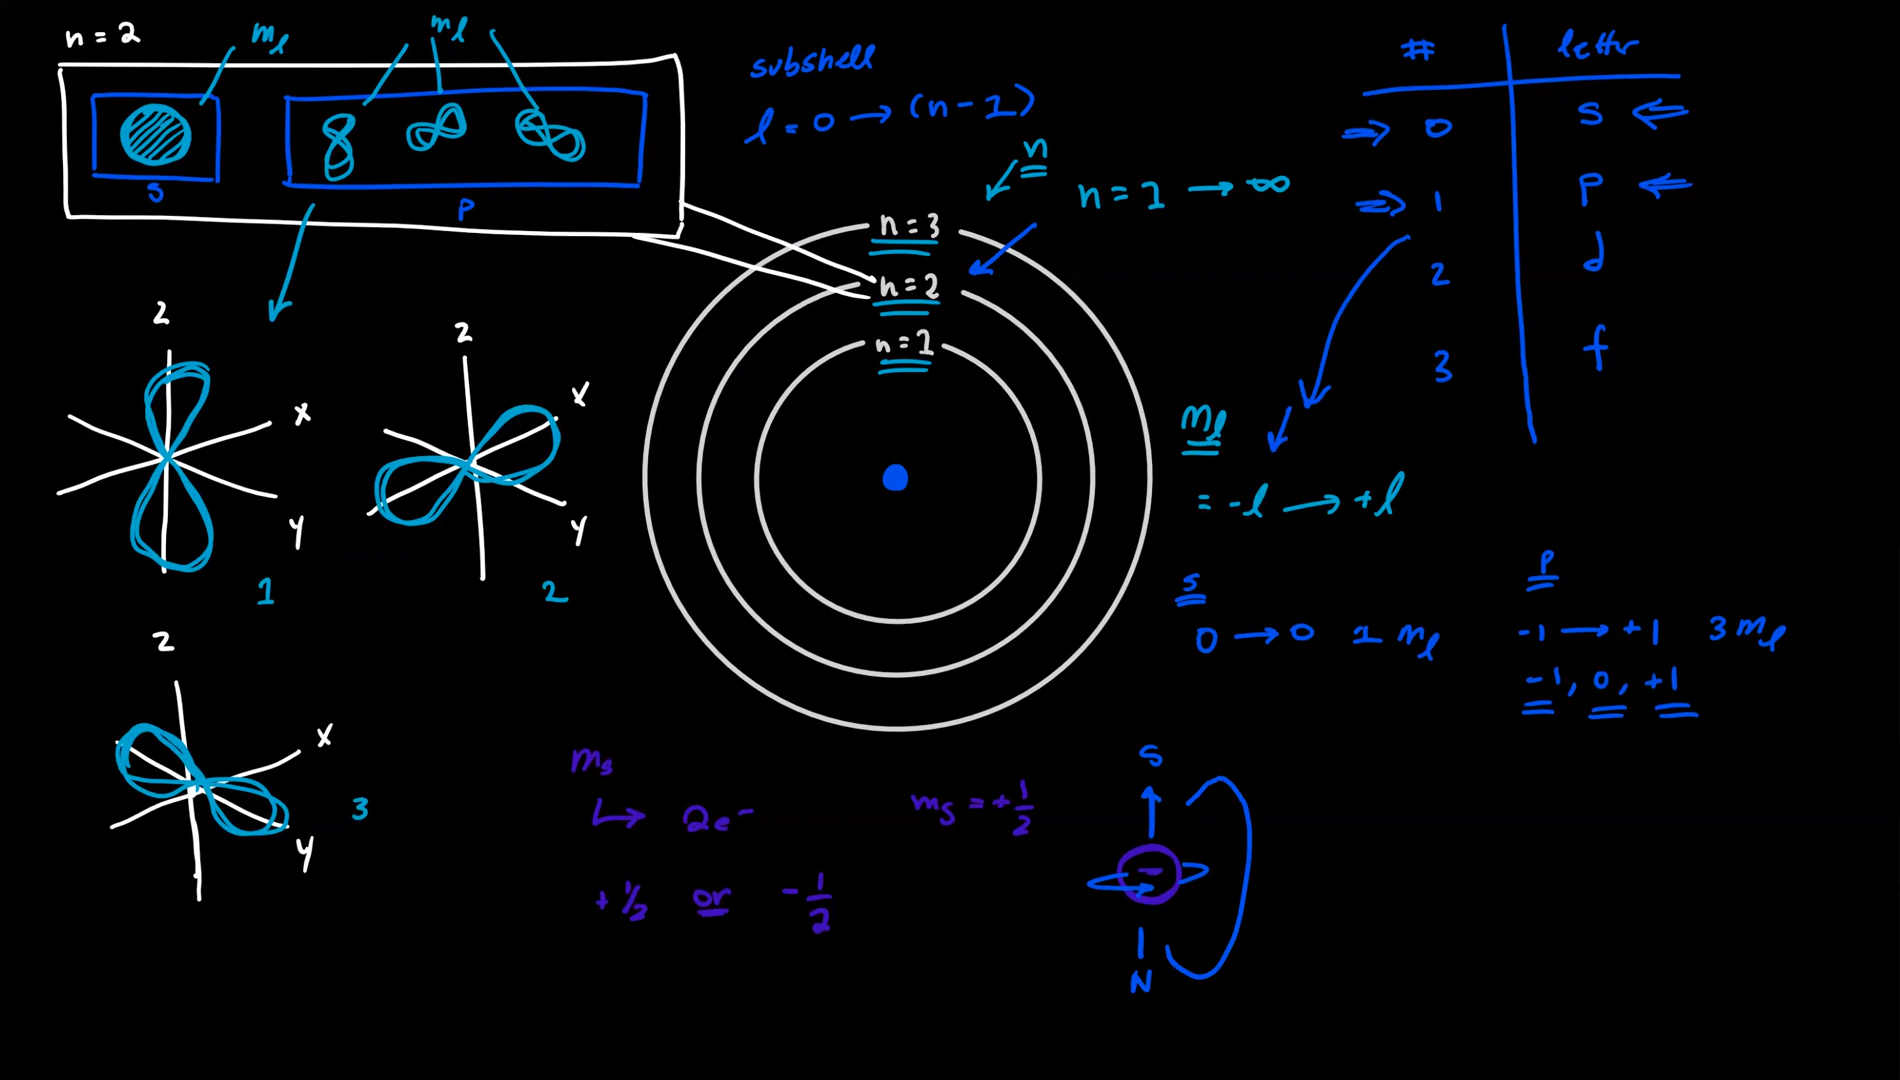 n = 2
mℓ
mℓ
s
p
subshell
l = 0 → (n - 1)
n
n = 1 → ∞
# letter
0 s
1 p
2 d
3 f
n = 3
n = 2
n = 1
z
x
y
1
z
x
y
2
z
x
y
3
mℓ
= -l → +l
s
0 → 0 1 mℓ
p
-1 → +1 3 mℓ
-1, 0, +1
ms
↳ 2e-
+ 1/2 or - 1/2
ms = + 1/2
S
-
N